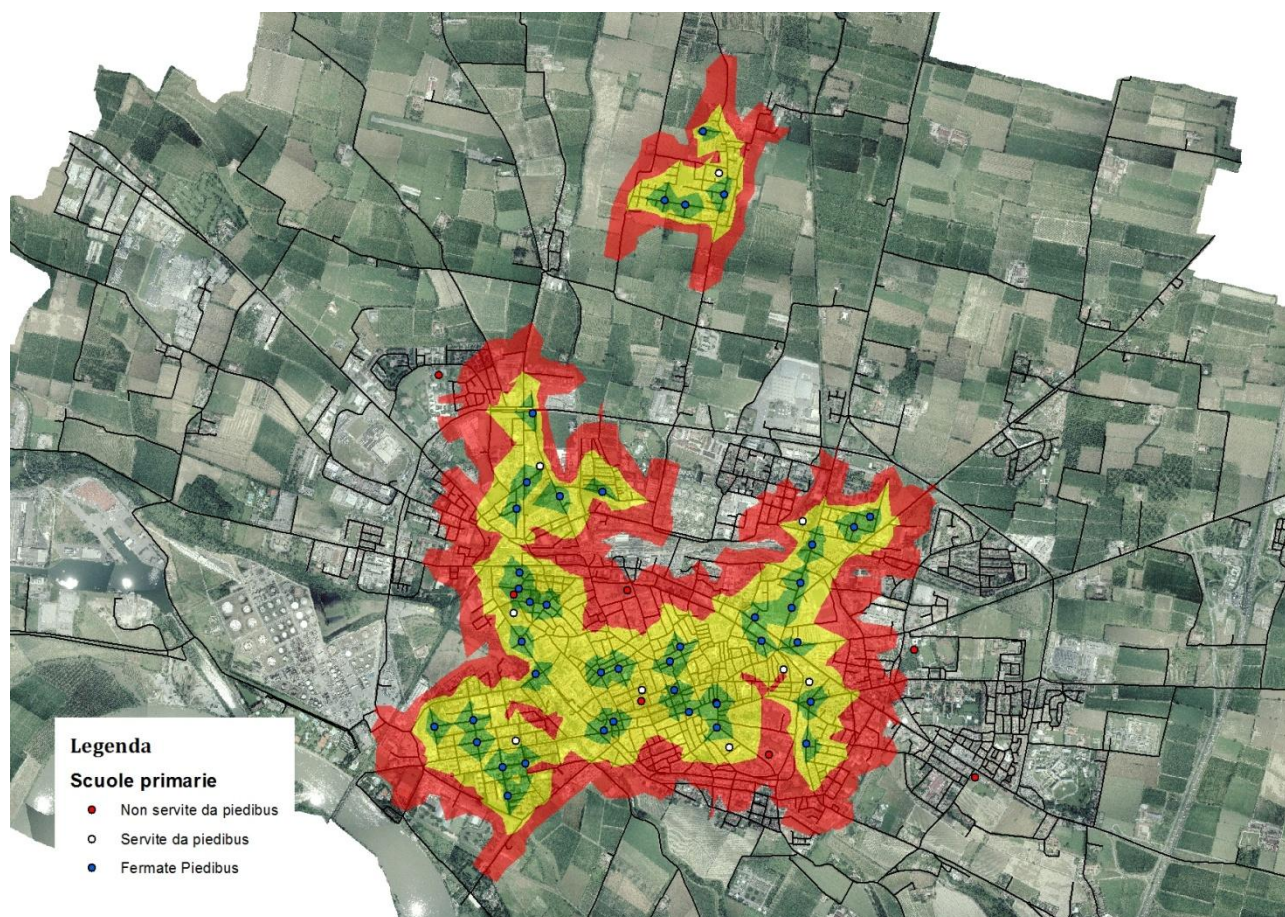 Legenda
Scuole primarie
Non servite da piedibus
Servite da piedibus
Fermate Piedibus